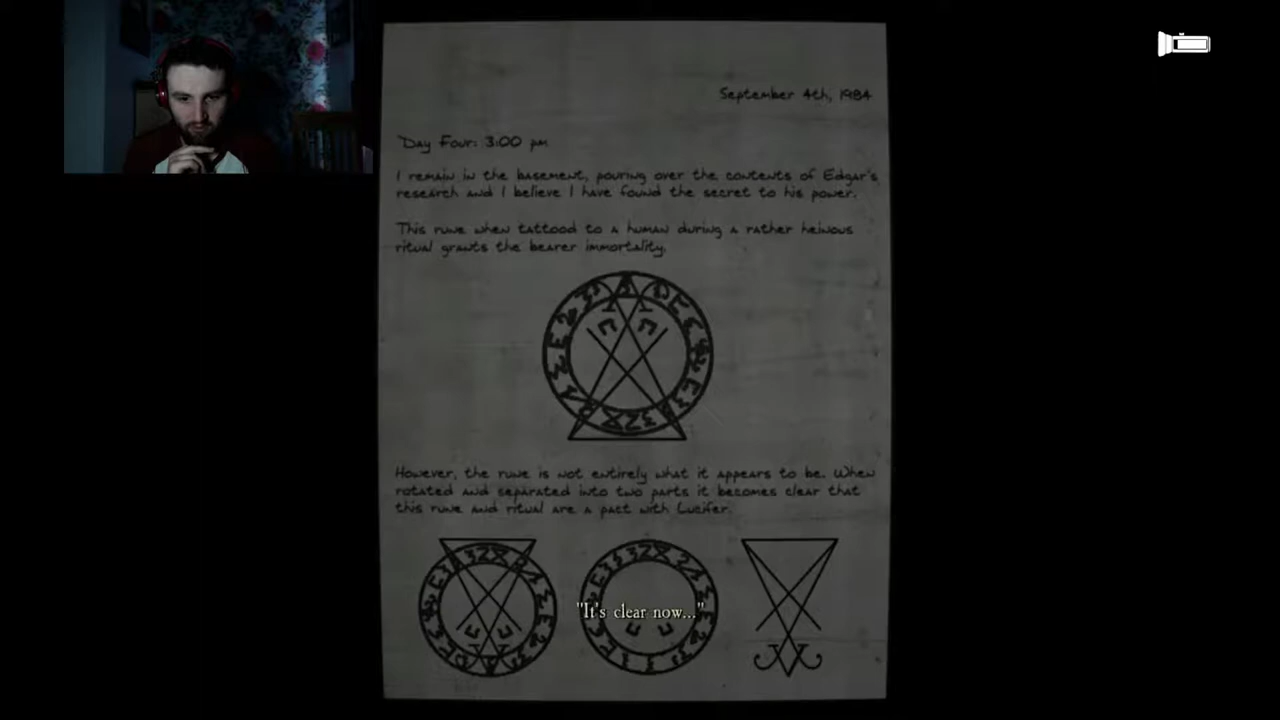 September 4th, 1984
Day Four: 3:00 pm
I remain in the basement, pouring over the contents of Edgar's
research and I believe I have found the secret to his power.
This rune when tattood to a human during a rather heinous
ritual grants the bearer immortality.
However, the rune is not entirely what it appears to be. When
rotated and separated into two parts it becomes clear that
this rune and ritual are a pact with Lucifer.
"It's clear now..."